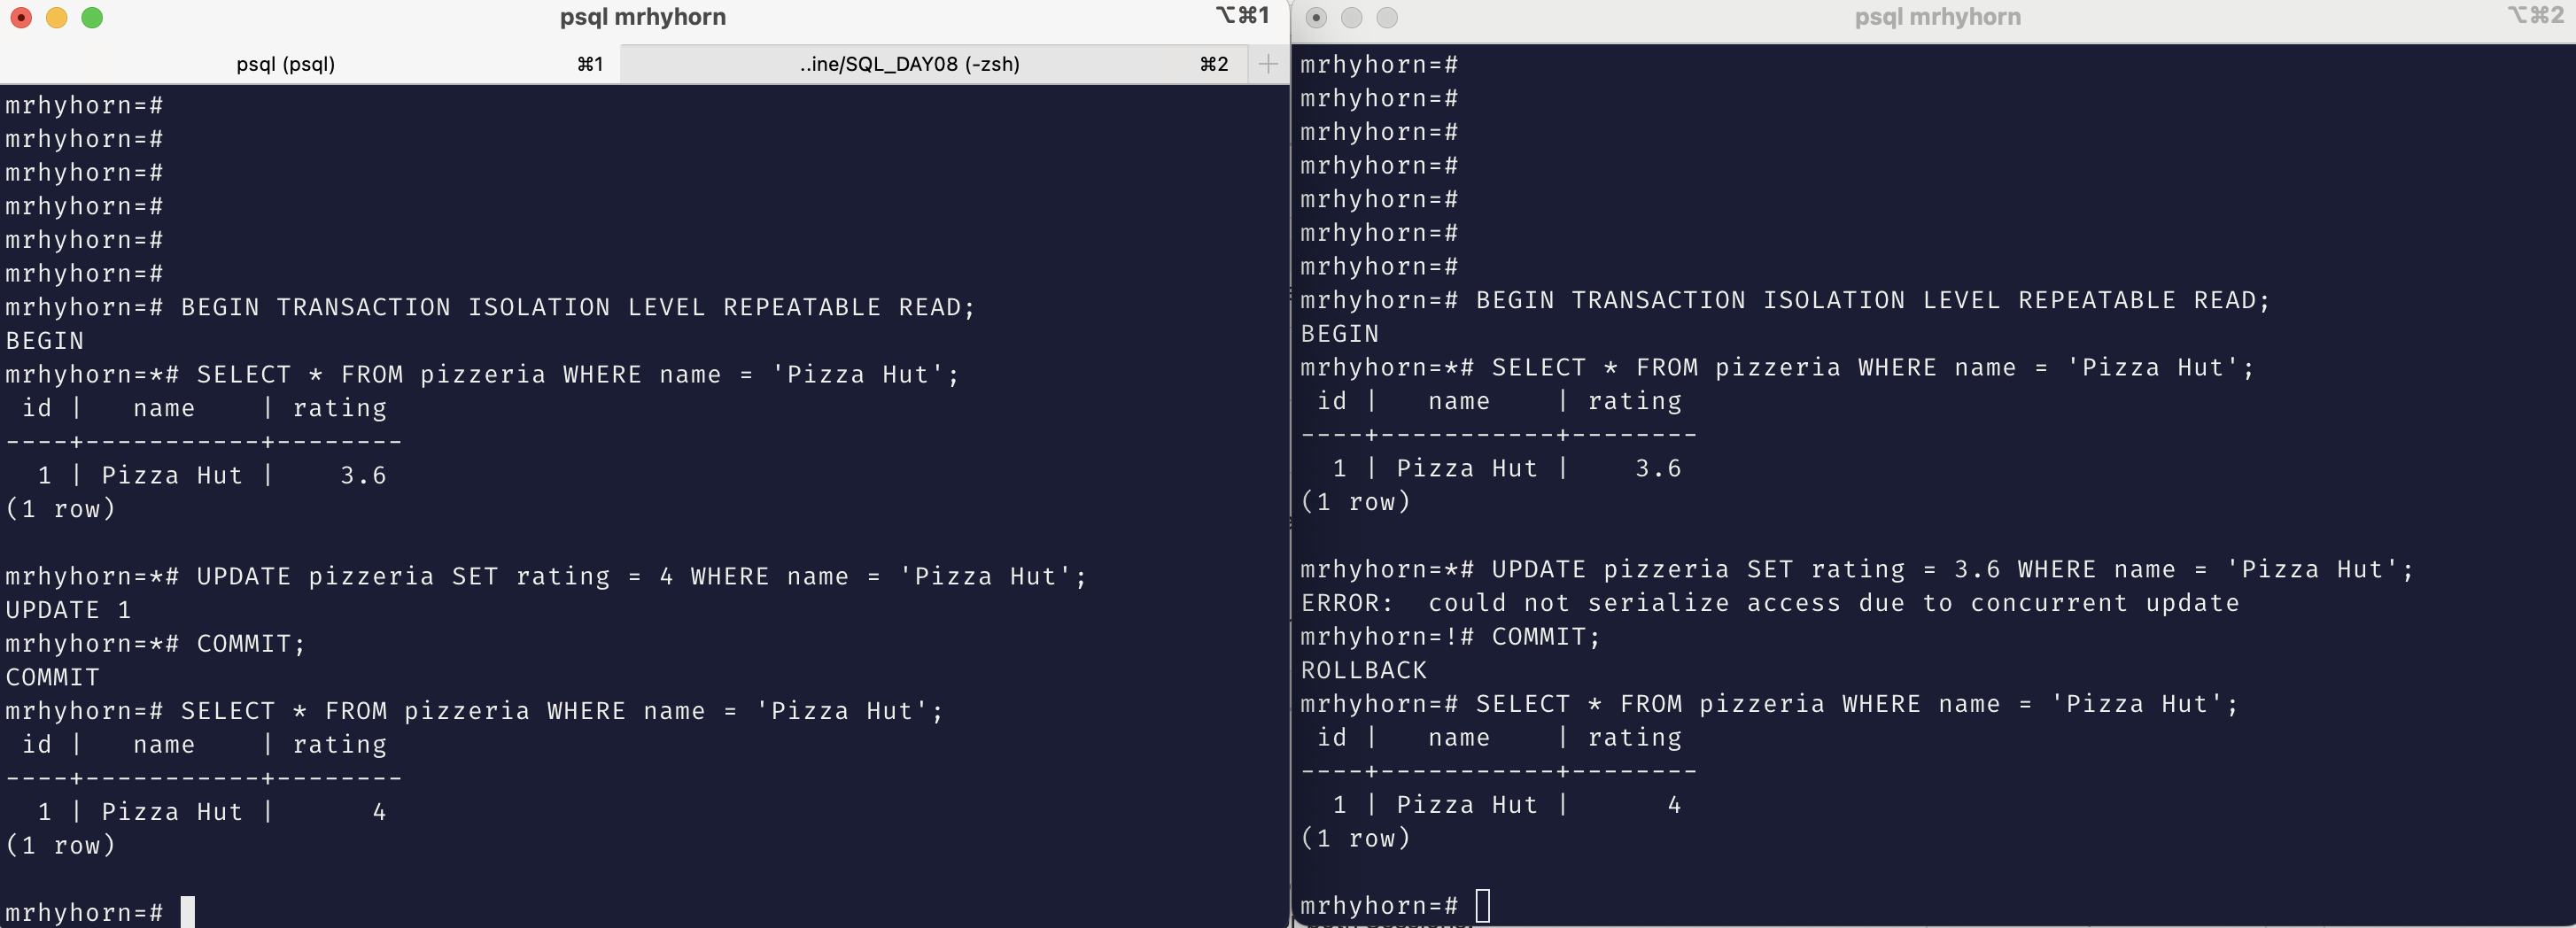 psql mrhyhorn
⌥⌘1
psql (psql)
⌘1
..ine/SQL_DAY08 (-zsh)
⌘2
mrhyhorn=#
mrhyhorn=#
mrhyhorn=#
mrhyhorn=#
mrhyhorn=#
mrhyhorn=#
mrhyhorn=# BEGIN TRANSACTION ISOLATION LEVEL REPEATABLE READ;
BEGIN
mrhyhorn=*# SELECT * FROM pizzeria WHERE name = 'Pizza Hut';
 id |   name    | rating
----+-----------+--------
  1 | Pizza Hut |    3.6
(1 row)
mrhyhorn=*# UPDATE pizzeria SET rating = 4 WHERE name = 'Pizza Hut';
UPDATE 1
mrhyhorn=*# COMMIT;
COMMIT
mrhyhorn=# SELECT * FROM pizzeria WHERE name = 'Pizza Hut';
 id |   name    | rating
----+-----------+--------
  1 | Pizza Hut |      4
(1 row)
mrhyhorn=#
psql mrhyhorn
⌥⌘2
mrhyhorn=#
mrhyhorn=#
mrhyhorn=#
mrhyhorn=#
mrhyhorn=#
mrhyhorn=#
mrhyhorn=#
mrhyhorn=# BEGIN TRANSACTION ISOLATION LEVEL REPEATABLE READ;
BEGIN
mrhyhorn=*# SELECT * FROM pizzeria WHERE name = 'Pizza Hut';
 id |   name    | rating
----+-----------+--------
  1 | Pizza Hut |    3.6
(1 row)
mrhyhorn=*# UPDATE pizzeria SET rating = 3.6 WHERE name = 'Pizza Hut';
ERROR:  could not serialize access due to concurrent update
mrhyhorn=!# COMMIT;
ROLLBACK
mrhyhorn=# SELECT * FROM pizzeria WHERE name = 'Pizza Hut';
 id |   name    | rating
----+-----------+--------
  1 | Pizza Hut |      4
(1 row)
mrhyhorn=#